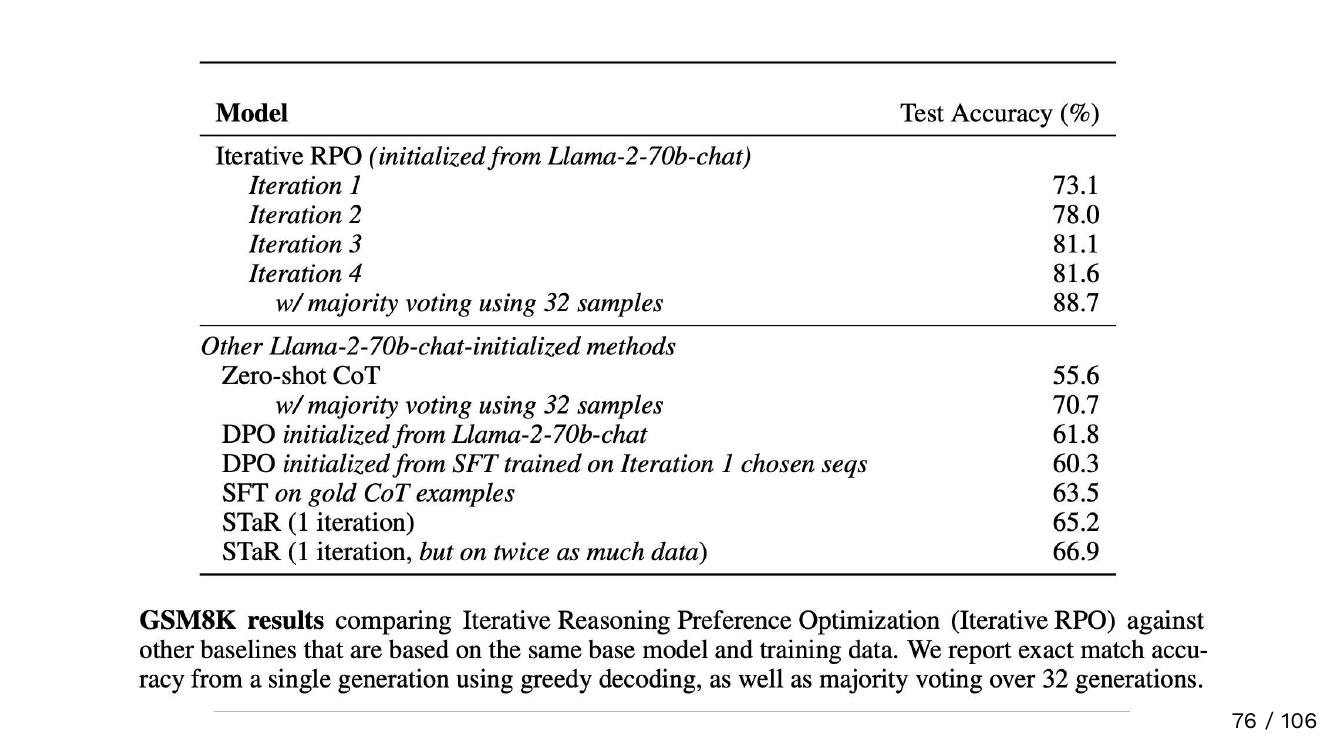 Model Test Accuracy (%)
Iterative RPO (initialized from Llama-2-70b-chat)
Iteration 1 73.1
Iteration 2 78.0
Iteration 3 81.1
Iteration 4 81.6
w/ majority voting using 32 samples 88.7
Other Llama-2-70b-chat-initialized methods
Zero-shot CoT 55.6
w/ majority voting using 32 samples 70.7
DPO initialized from Llama-2-70b-chat 61.8
DPO initialized from SFT trained on Iteration 1 chosen seqs 60.3
SFT on gold CoT examples 63.5
STaR (1 iteration) 65.2
STaR (1 iteration, but on twice as much data) 66.9
GSM8K results comparing Iterative Reasoning Preference Optimization (Iterative RPO) against
other baselines that are based on the same base model and training data. We report exact match accu-
racy from a single generation using greedy decoding, as well as majority voting over 32 generations.
76 / 106